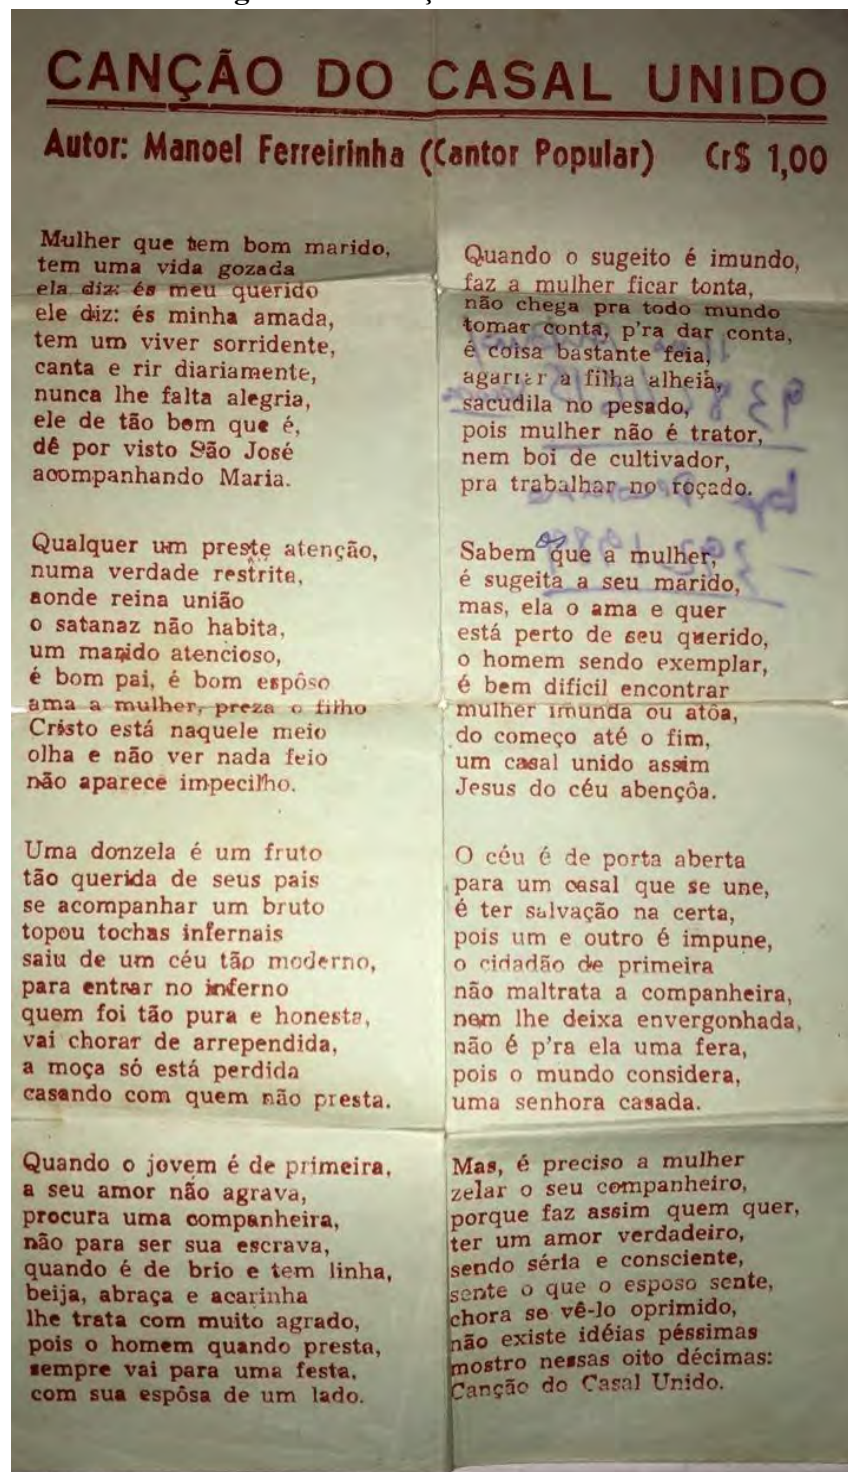 CANÇÃO DO CASAL UNIDO
Autor: Manoel Ferreirinha (Cantor Popular) Cr$ 1,00
Mulher que tem bom marido,
tem uma vida gozada
ela diz: és meu querido
ele diz: és minha amada,
tem um viver sorridente,
canta e rir diariamente,
nunca lhe falta alegria,
ele de tão bem que é,
dê por visto São José
acompanhando Maria.
Qualquer um preste atenção,
numa verdade restrita,
aonde reina união
o satanaz não habita,
um marido atencioso,
é bom pai, é bom espôso
ama a mulher, preza o filho
Cristo está naquele meio
olha e não ver nada feio
não aparece impecilho.
Uma donzela é um fruto
tão querida de seus pais
se acompanhar um bruto
topou tochas infernais
saiu de um céu tão moderno,
para entrar no inferno
quem foi tão pura e honesta,
vai chorar de arrependida,
a moça só está perdida
casando com quem não presta.
Quando o jovem é de primeira,
a seu amor não agrava,
procura uma companheira,
não para ser sua escrava,
quando é de brio e tem linha,
beija, abraça e acarinha
lhe trata com muito agrado,
pois o homem quando presta,
sempre vai para uma festa,
com sua espôsa de um lado.
Quando o sugeito é imundo,
faz a mulher ficar tonta,
não chega pra todo mundo
tomar conta, p'ra dar conta,
é coisa bastante feia,
agarrar a filha alheia,
sacudila no pesado,
pois mulher não é trator,
nem boi de cultivador,
pra trabalhar no roçado.
Sabemos que a mulher,
é sugeita a seu marido,
mas, ela o ama e quer
está perto de seu querido,
o homem sendo exemplar,
é bem dificil encontrar
mulher imunda ou atôa,
do começo até o fim,
um casal unido assim
Jesus do céu abençôa.
O céu é de porta aberta
para um casal que se une,
é ter salvação na certa,
pois um e outro é impune,
o cidadão de primeira
não maltrata a companheira,
nem lhe deixa envergonhada,
não é p'ra ela uma fera,
pois o mundo considera,
uma senhora casada.
Mas, é preciso a mulher
zelar o seu companheiro,
porque faz assim quem quer,
ter um amor verdadeiro,
sendo séria e consciente,
sente o que o esposo sente,
chora se vê-lo oprimido,
não existe idéias péssimas
mostro nessas oito décimas:
Canção do Casal Unido.